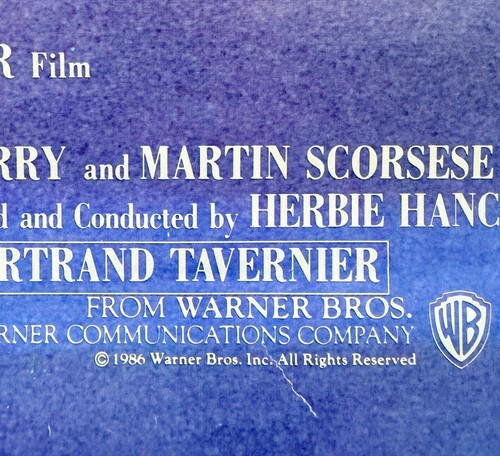 R Film
RRY and MARTIN SCORSESE
d and Conducted by HERBIE HANC
RTRAND TAVERNIER
FROM WARNER BROS.
RNER COMMUNICATIONS COMPANY
WB
© 1986 Warner Bros. Inc. All Rights Reserved